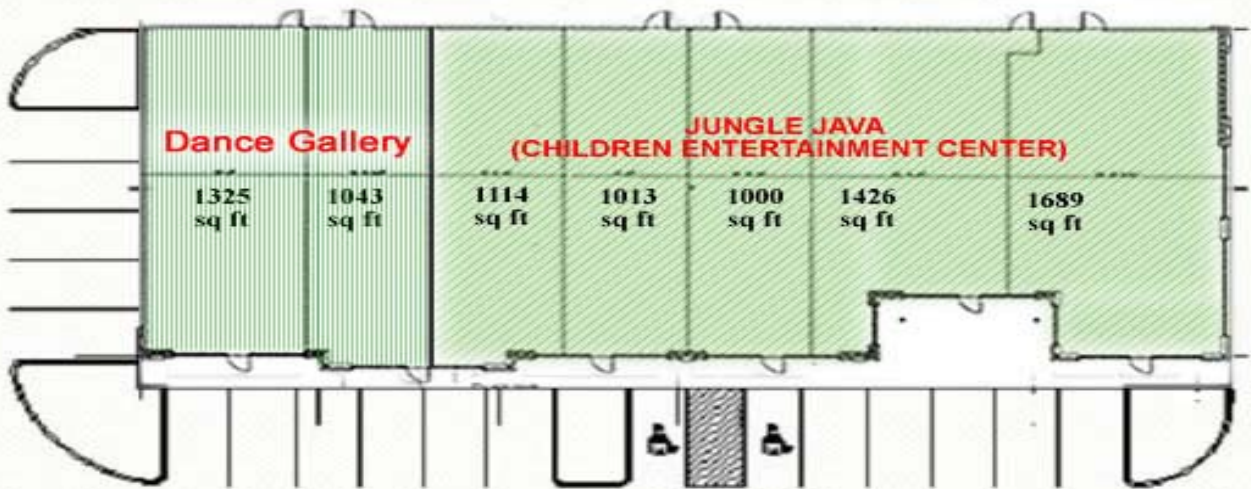 Dance Gallery
JUNGLE JAVA
(CHILDREN ENTERTAINMENT CENTER)
1325
sq ft
1043
sq ft
1114
sq ft
1013
sq ft
1000
sq ft
1426
sq ft
1689
sq ft